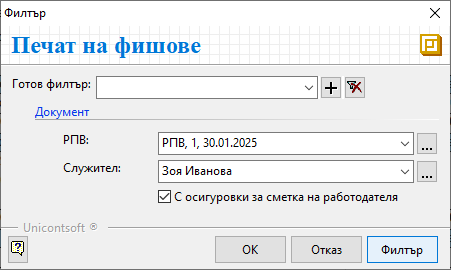 Филтър
Печат на фишове
Готов филтър:
Документ
РПВ: РПВ, 1, 30.01.2025 ...
Служител: Зоя Иванова ...
С осигуровки за сметка на работодателя
Unicontsoft ®
? OK Отказ Филтър